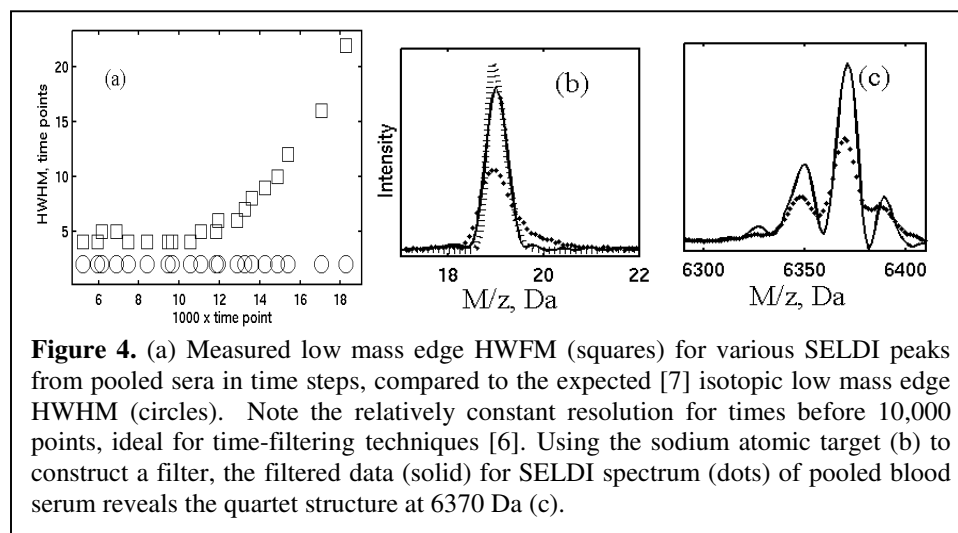 20
15
10
5
HWHM, time points
(a)
6 8 10 12 14 16 18
1000 x time point
Intensity
(b)
18 20 22
M/z, Da
(c)
6300 6350 6400
M/z, Da
Figure 4. (a) Measured low mass edge HWFM (squares) for various SELDI peaks
from pooled sera in time steps, compared to the expected [7] isotopic low mass edge
HWHM (circles). Note the relatively constant resolution for times before 10,000
points, ideal for time-filtering techniques [6]. Using the sodium atomic target (b) to
construct a filter, the filtered data (solid) for SELDI spectrum (dots) of pooled blood
serum reveals the quartet structure at 6370 Da (c).